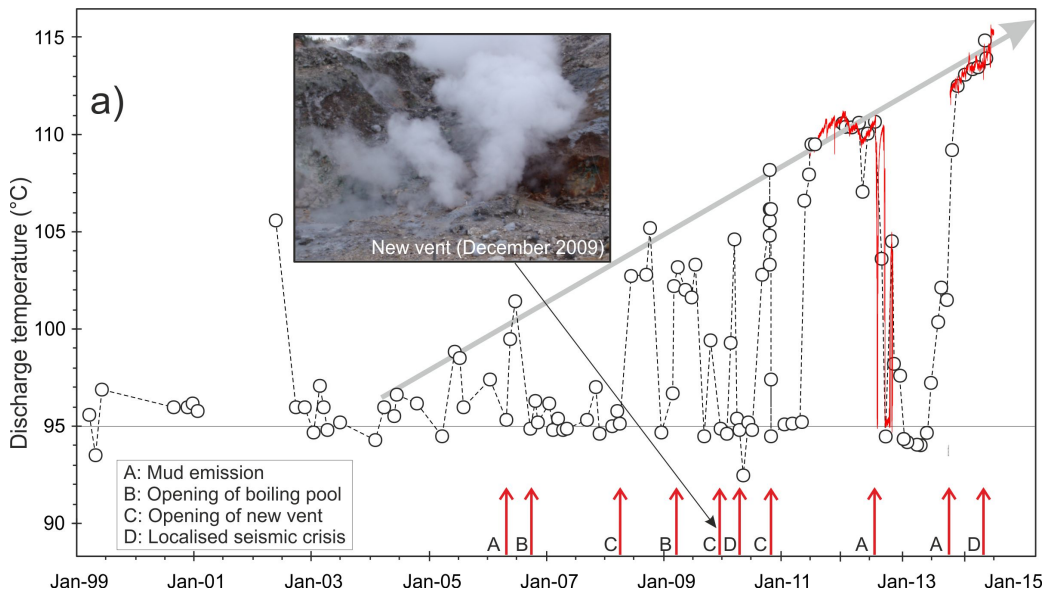 a)
Discharge temperature (°C)
115
110
105
100
95
90
New vent (December 2009)
A: Mud emission
B: Opening of boiling pool
C: Opening of new vent
D: Localised seismic crisis
A B C B C D C A A D
Jan-99 Jan-01 Jan-03 Jan-05 Jan-07 Jan-09 Jan-11 Jan-13 Jan-15